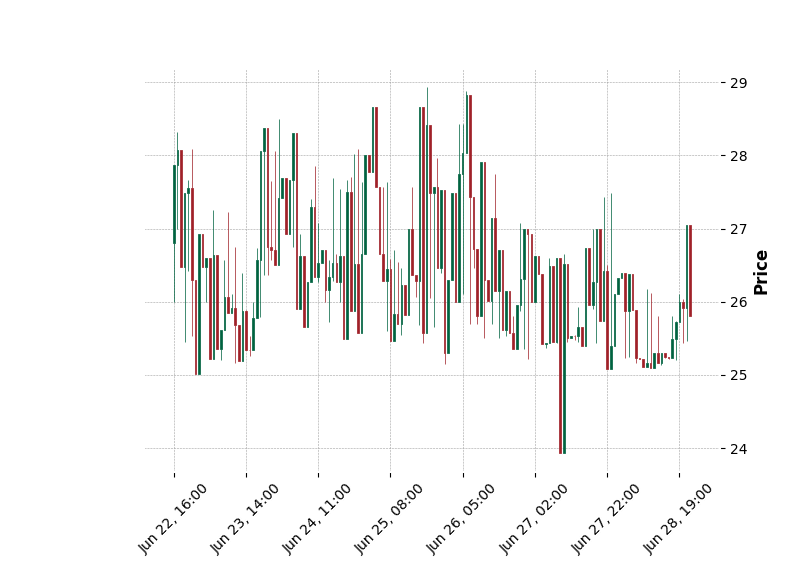 29
28
27
26
25
24
Price
Jun 22, 16:00
Jun 23, 14:00
Jun 24, 11:00
Jun 25, 08:00
Jun 26, 05:00
Jun 27, 02:00
Jun 27, 22:00
Jun 28, 19:00